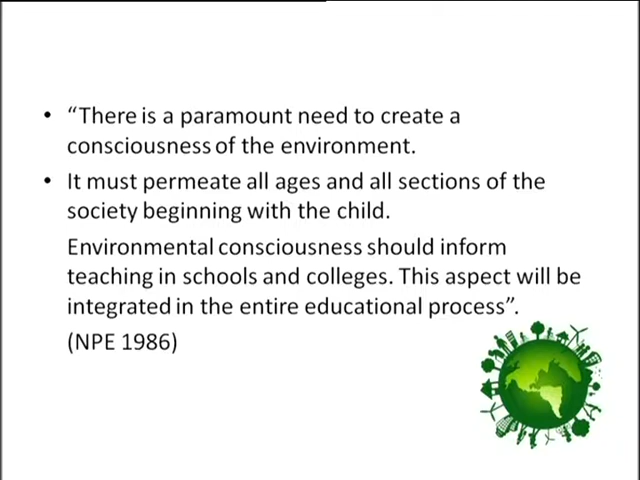 • “There is a paramount need to create a
consciousness of the environment.
• It must permeate all ages and all sections of the
society beginning with the child.
Environmental consciousness should inform
teaching in schools and colleges. This aspect will be
integrated in the entire educational process”.
(NPE 1986)